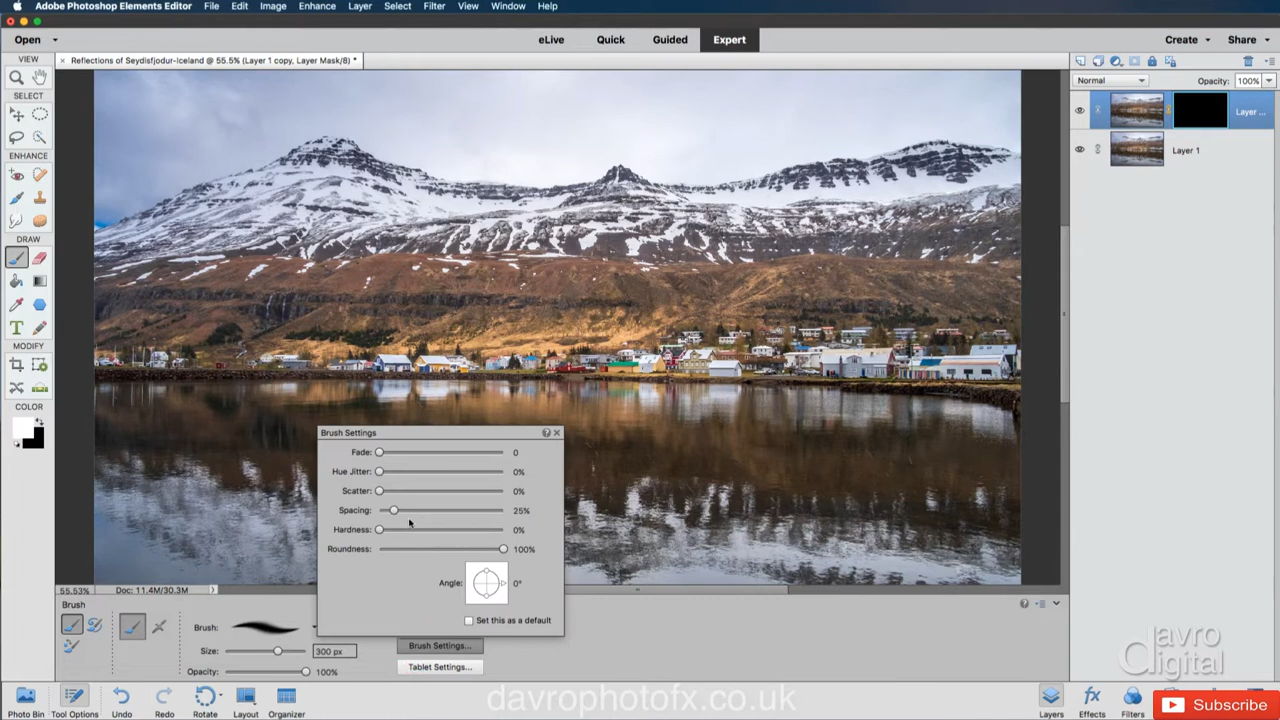 Adobe Photoshop Elements Editor File Edit Image Enhance Layer Select Filter View Window Help
Open eLive Quick Guided Expert Create Share
VIEW
× Reflections of Seydisfjodur-Iceland @ 55.5% (Layer 1 copy, Layer Mask/8) *
Normal Opacity: 100%
SELECT
Layer ...
Layer 1
ENHANCE
DRAW
T
MODIFY
COLOR
Brush Settings
Fade: 0
Hue Jitter: 0%
Scatter: 0%
Spacing: 25%
Hardness: 0%
Roundness: 100%
Angle: 0°
Set this as a default
55.53% Doc: 11.4M/30.3M
Brush
Brush:
Size: 300 px
Opacity: 100%
Brush Settings...
Tablet Settings...
davro
Digital
Photo Bin Tool Options Undo Redo Rotate Layout Organizer
davrophotofx.co.uk
Layers Effects fx Filters
Subscribe